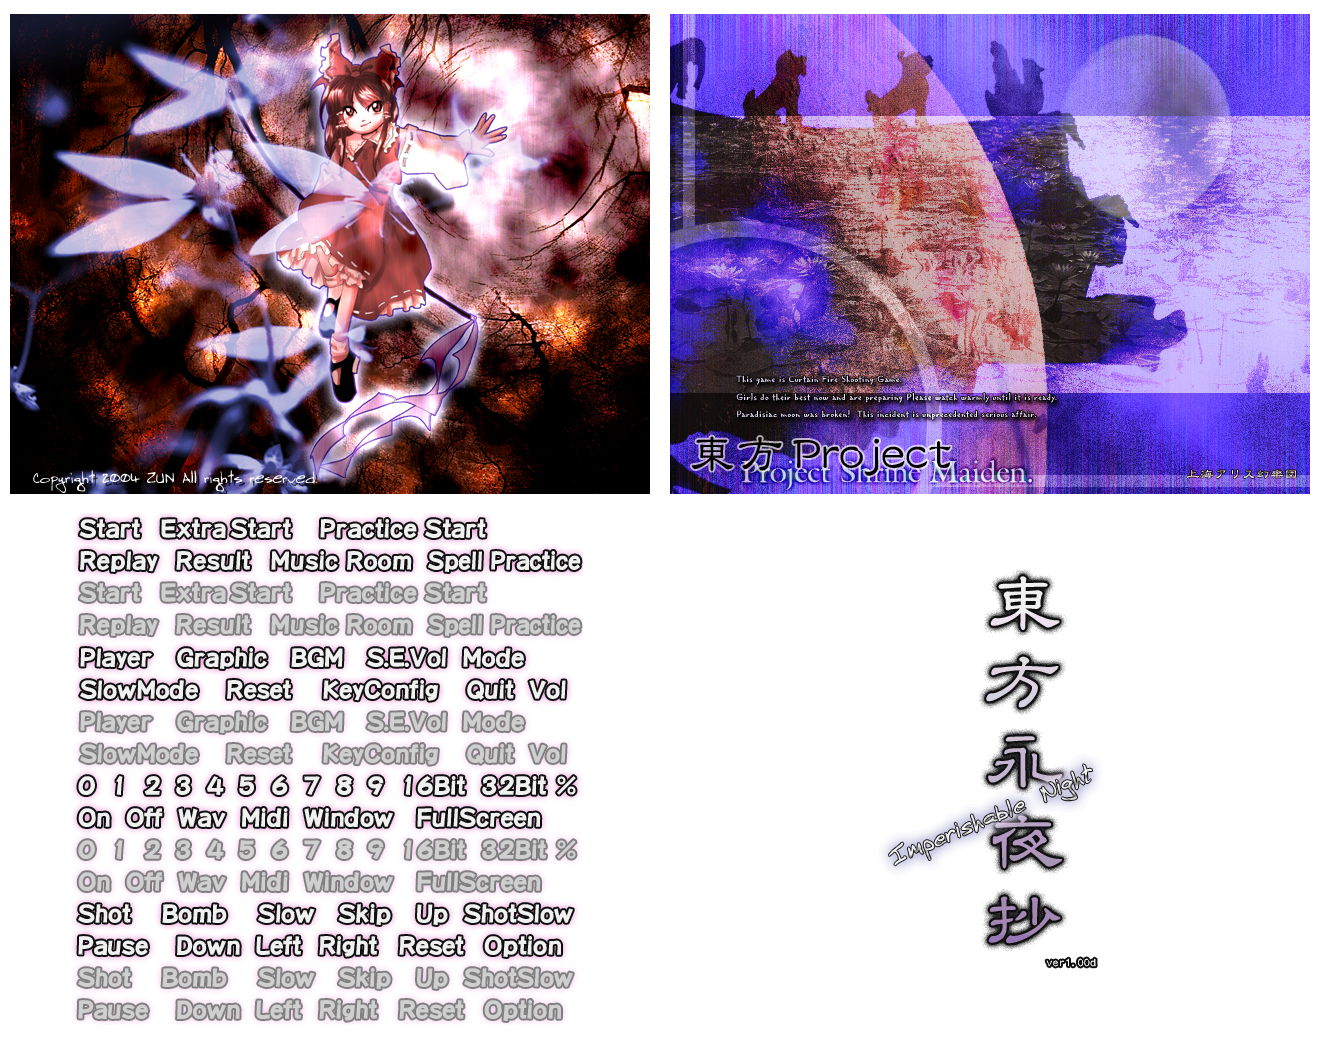 Copyright 2004 ZUN All rights reserved.
This game is Curtain Fire Shooting Game.
Girls do their best now and are preparing Please watch warmly until it is ready.
Paradisiac moon was broken! This incident is unprecedented serious affair.
東方Project
Project Shrine Maiden.
上海アリス幻樂団
Start Extra Start Practice Start
Replay Result Music Room Spell Practice
Start Extra Start Practice Start
Replay Result Music Room Spell Practice
Player Graphic BGM S.E.Vol Mode
SlowMode Reset KeyConfig Quit Vol
Player Graphic BGM S.E.Vol Mode
SlowMode Reset KeyConfig Quit Vol
0 1 2 3 4 5 6 7 8 9 16Bit 32Bit %
On Off Wav Midi Window FullScreen
0 1 2 3 4 5 6 7 8 9 16Bit 32Bit %
On Off Wav Midi Window FullScreen
Shot Bomb Slow Skip Up ShotSlow
Pause Down Left Right Reset Option
Shot Bomb Slow Skip Up ShotSlow
Pause Down Left Right Reset Option
東方永夜抄
Imperishable Night
ver1.00d